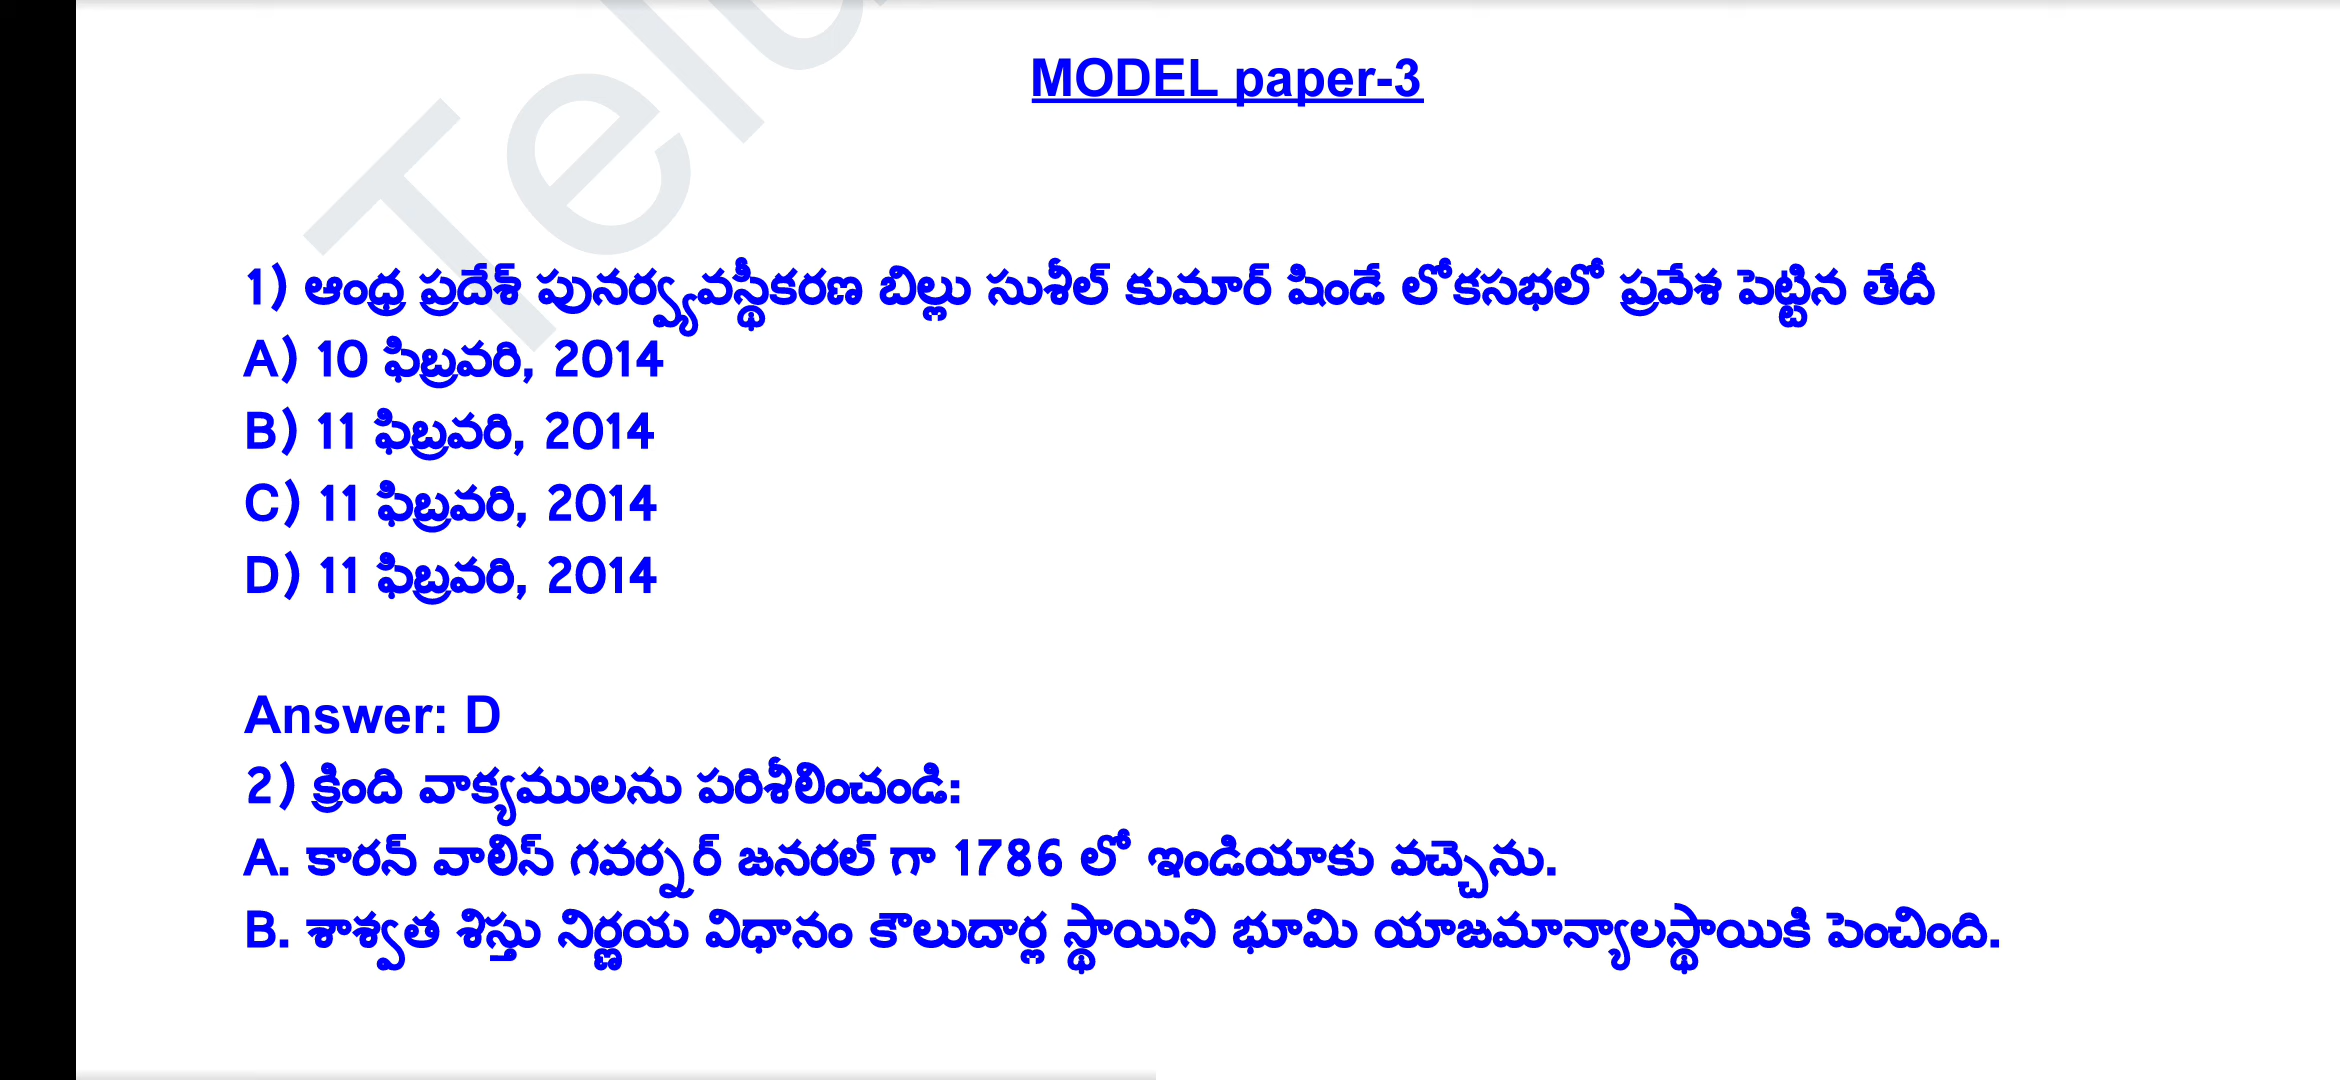 MODEL paper-3
1) ఆంధ్ర ప్రదేశ్ పునర్వ్యవస్థీకరణ బిల్లు సుశీల్ కుమార్ షిండే లోకసభలో ప్రవేశ పెట్టిన తేదీ
A) 10 ఫిబ్రవరి, 2014
B) 11 ఫిబ్రవరి, 2014
C) 11 ఫిబ్రవరి, 2014
D) 11 ఫిబ్రవరి, 2014
Answer: D
2) క్రింది వాక్యములను పరిశీలించండి:
A. కారన్ వాలిస్ గవర్నర్ జనరల్ గా 1786 లో ఇండియాకు వచ్చెను.
B. శాశ్వత శిస్తు నిర్ణయ విధానం కౌలుదార్ల స్థాయిని భూమి యాజమాన్యాలస్థాయికి పెంచింది.